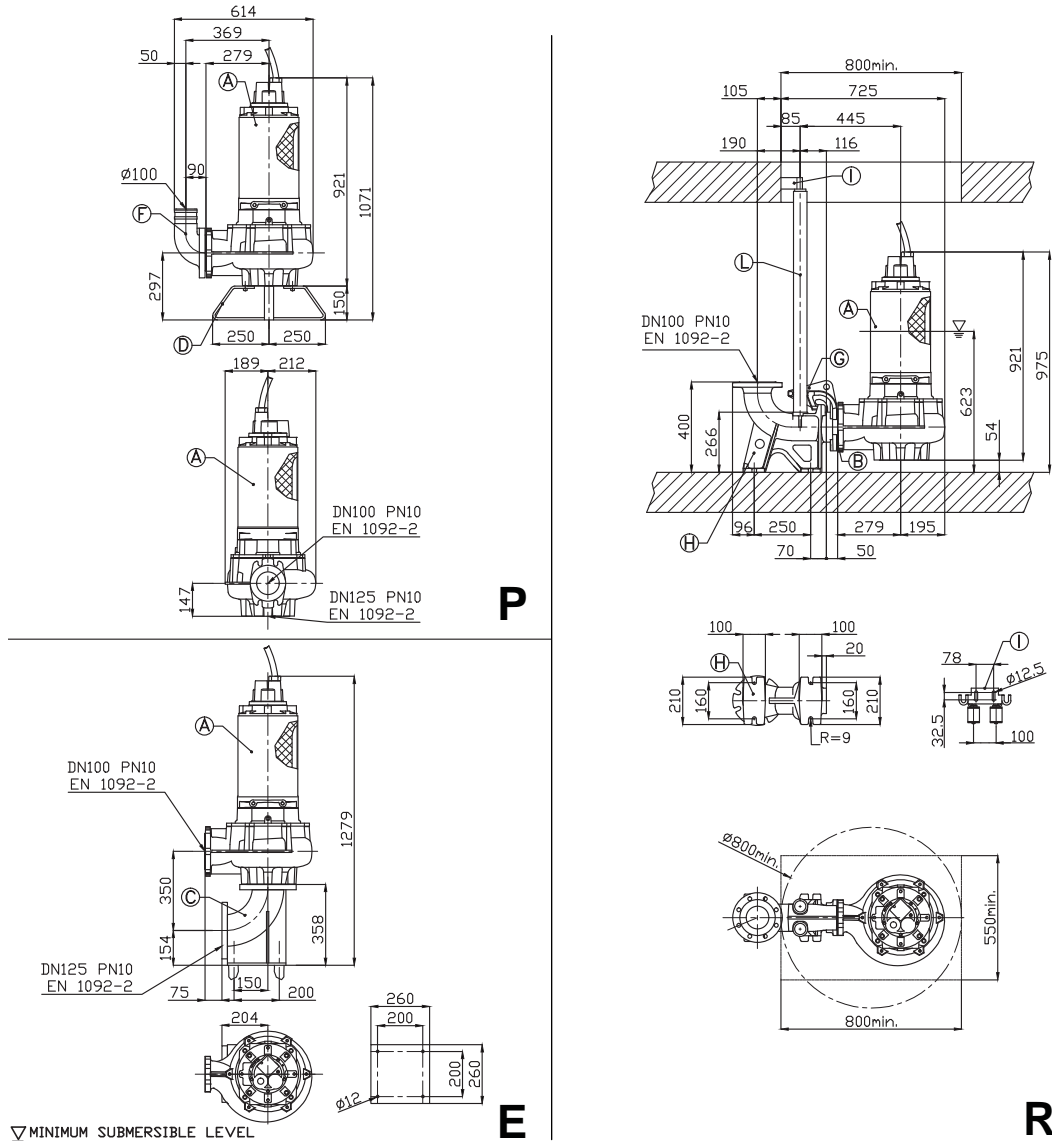 614
369
50
279
A
90
Ø100
F
921
1071
297
150
250
250
D
189
212
A
DN100 PN10
EN 1092-2
147
DN125 PN10
EN 1092-2
P
A
DN100 PN10
EN 1092-2
1279
350
C
358
154
DN125 PN10
EN 1092-2
150
75
200
204
260
200
200
260
Ø12
E
▽ MINIMUM SUBMERSIBLE LEVEL
800min.
105
725
85
445
190
116
I
L
DN100 PN10
EN 1092-2
A
G
921
975
623
400
266
54
B
H
96
250
279
195
70
50
100
100
H
20
210
160
160
210
R=9
I
78
Ø12.5
32.5
100
Ø800min.
550min.
800min.
R